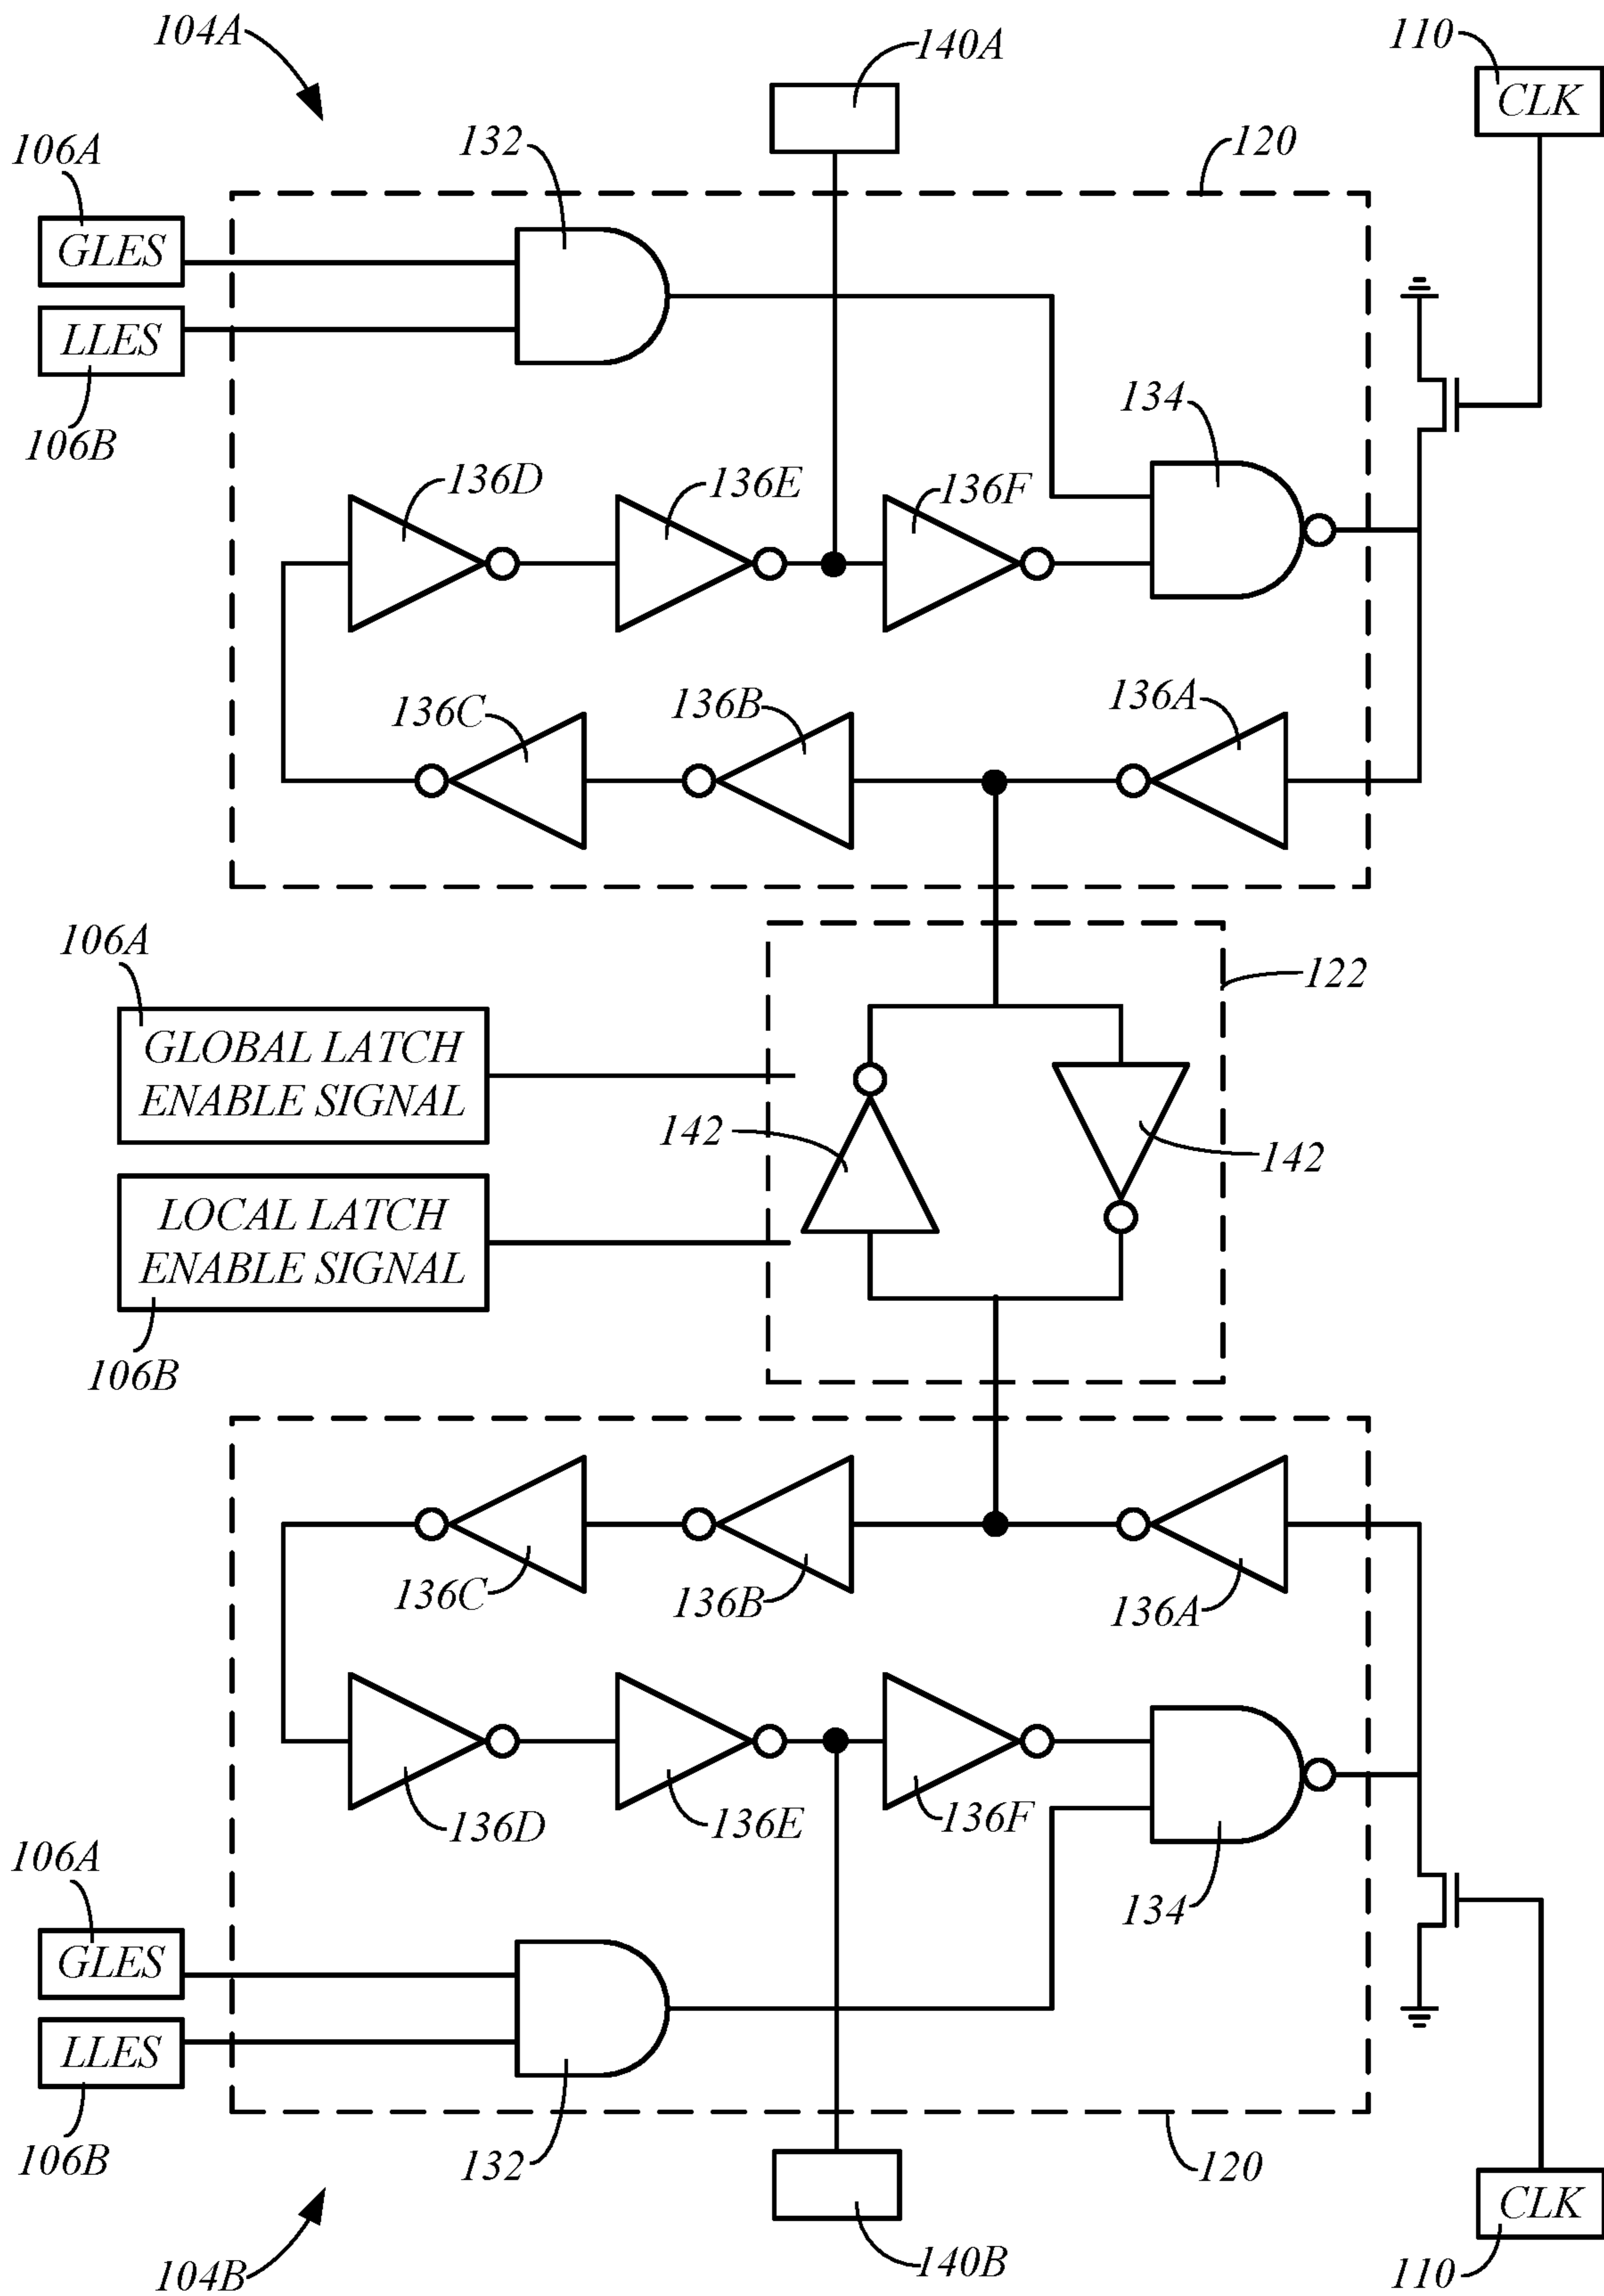 104A
140A
110
CLK
106A
132
120
GLES
LLES
106B
134
136D
136E
136F
136C
136B
136A
106A
122
GLOBAL LATCH
ENABLE SIGNAL
142
142
LOCAL LATCH
ENABLE SIGNAL
106B
136C
136B
136A
136D
136E
136F
106A
134
GLES
LLES
106B
132
120
CLK
104B
140B
110